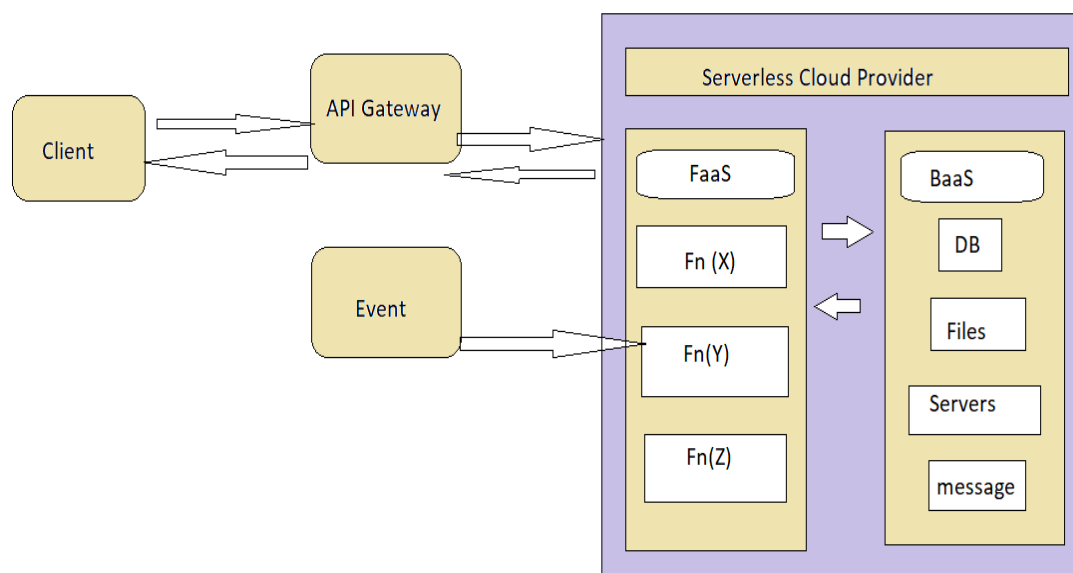 Serverless Cloud Provider
Client
API Gateway
Event
FaaS
Fn (X)
Fn(Y)
Fn(Z)
BaaS
DB
Files
Servers
message